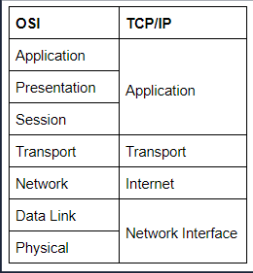 OSI TCP/IP
Application
Presentation Application
Session
Transport Transport
Network Internet
Data Link
Network Interface
Physical